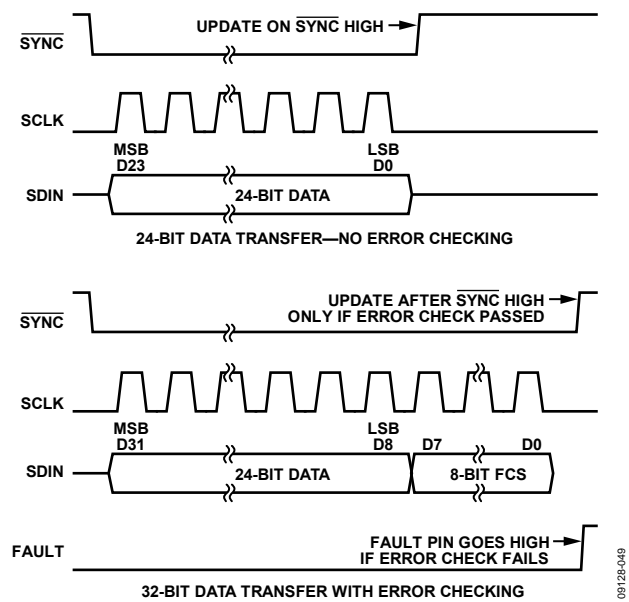 UPDATE ON SYNC HIGH
SYNC
SCLK
MSB
D23
LSB
D0
SDIN
24-BIT DATA
24-BIT DATA TRANSFER—NO ERROR CHECKING
UPDATE AFTER SYNC HIGH
ONLY IF ERROR CHECK PASSED
SYNC
SCLK
MSB
D31
LSB
D8
D7
D0
SDIN
24-BIT DATA
8-BIT FCS
FAULT PIN GOES HIGH
IF ERROR CHECK FAILS
FAULT
32-BIT DATA TRANSFER WITH ERROR CHECKING
09128-049